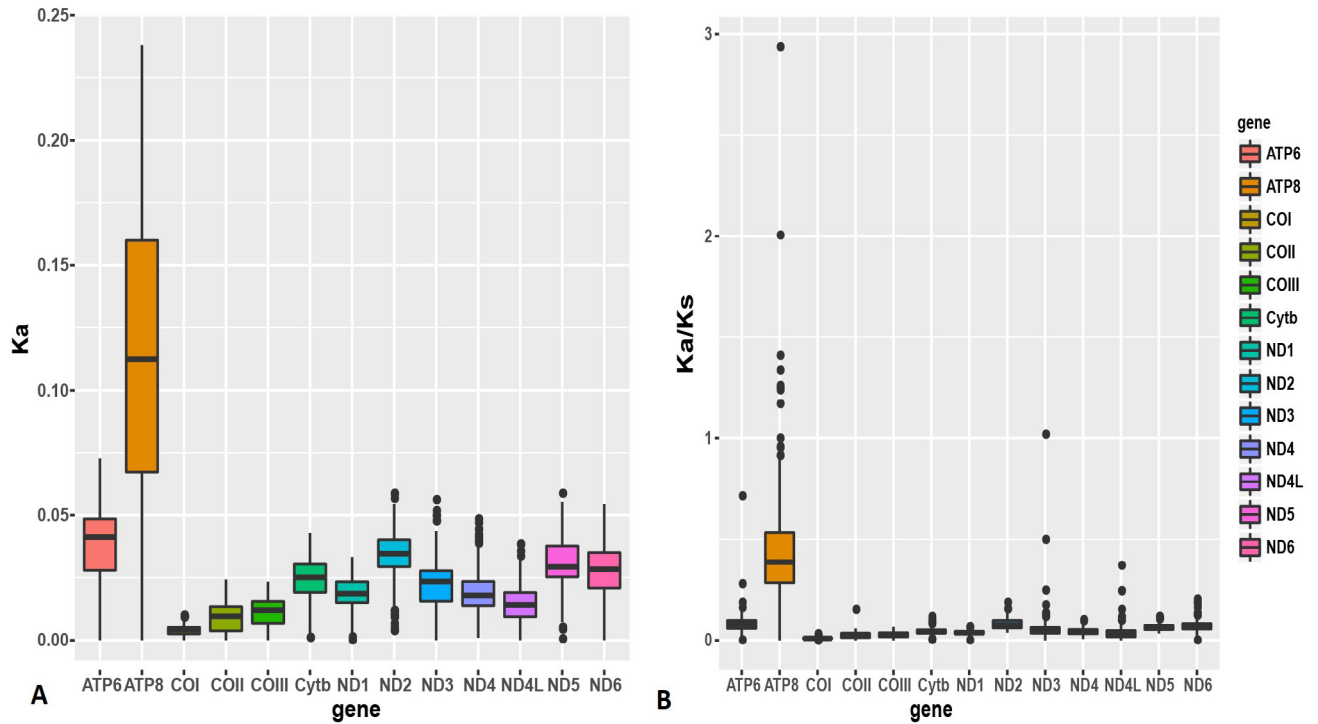 0.25
0.20
0.15
0.10
0.05
0.00
Ka
ATP6 ATP8 COI COII COIII Cytb ND1 ND2 ND3 ND4 ND4L ND5 ND6
gene
A
3
2
1
0
Ka/Ks
ATP6 ATP8 COI COII COIII Cytb ND1 ND2 ND3 ND4 ND4L ND5 ND6
gene
B
gene
ATP6
ATP8
COI
COII
COIII
Cytb
ND1
ND2
ND3
ND4
ND4L
ND5
ND6